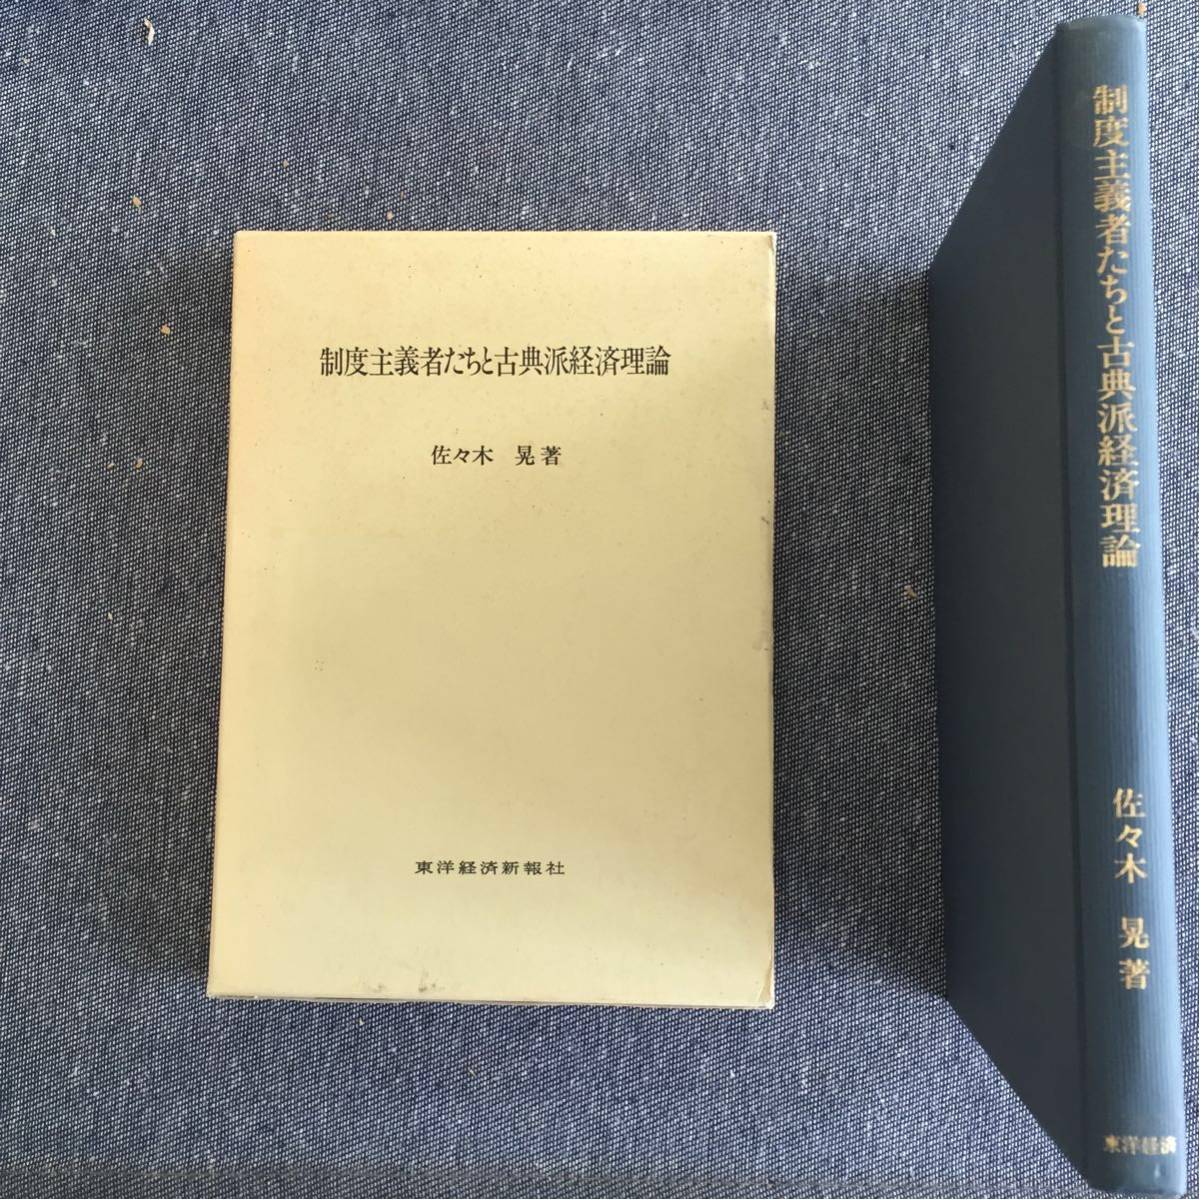 制度主義者たちと古典派経済理論
佐々木 晃著
東洋経済新報社
制度主義者たちと古典派経済理論
佐々木 晃著
東洋経済